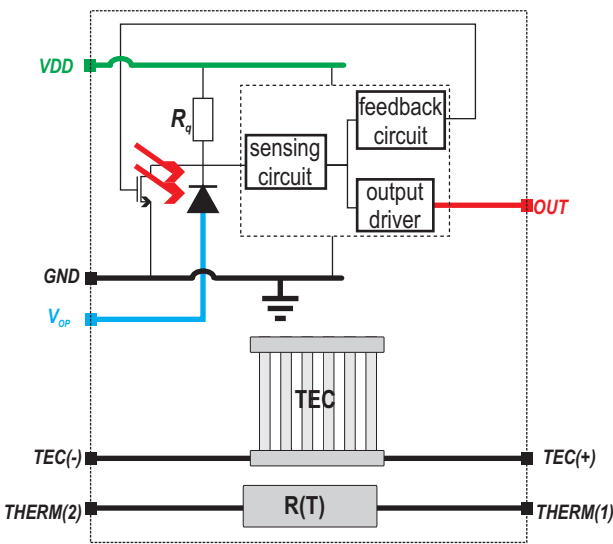 VDD
Rq
feedback
circuit
sensing
circuit
output
driver
OUT
GND
VOP
TEC
TEC(-)
TEC(+)
R(T)
THERM(2)
THERM(1)